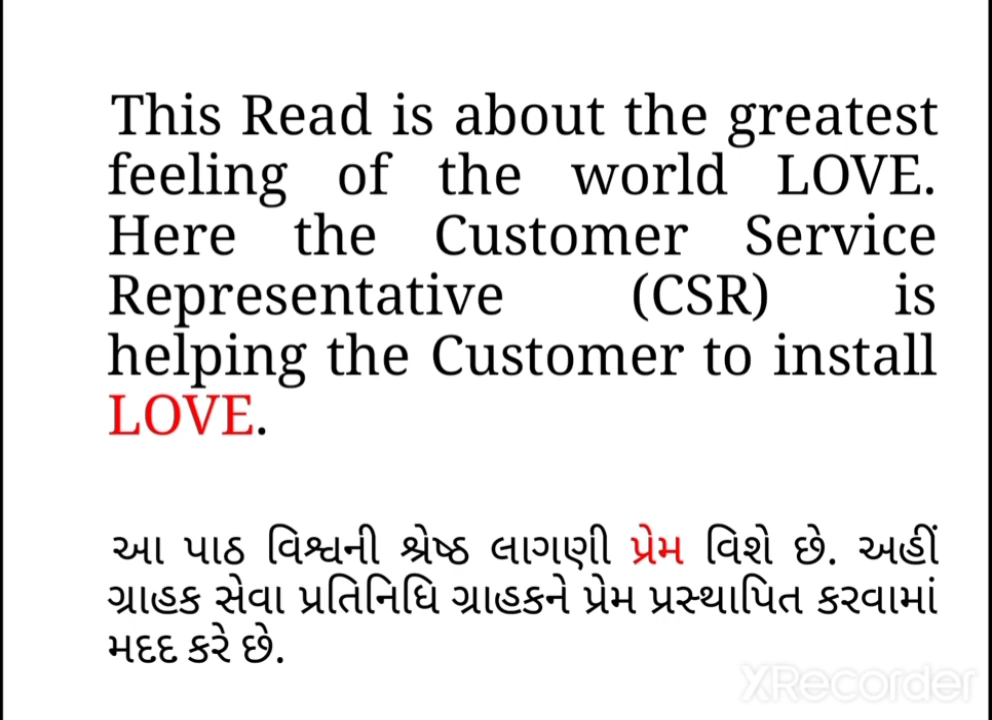 This Read is about the greatest
feeling of the world LOVE.
Here the Customer Service
Representative (CSR) is
helping the Customer to install
LOVE.
આ પાઠ વિશ્વની શ્રેષ્ઠ લાગણી પ્રેમ વિશે છે. અહીં
ગ્રાહક સેવા પ્રતિનિધિ ગ્રાહકને પ્રેમ પ્રસ્થાપિત કરવામાં
મદદ કરે છે.
XRecorder